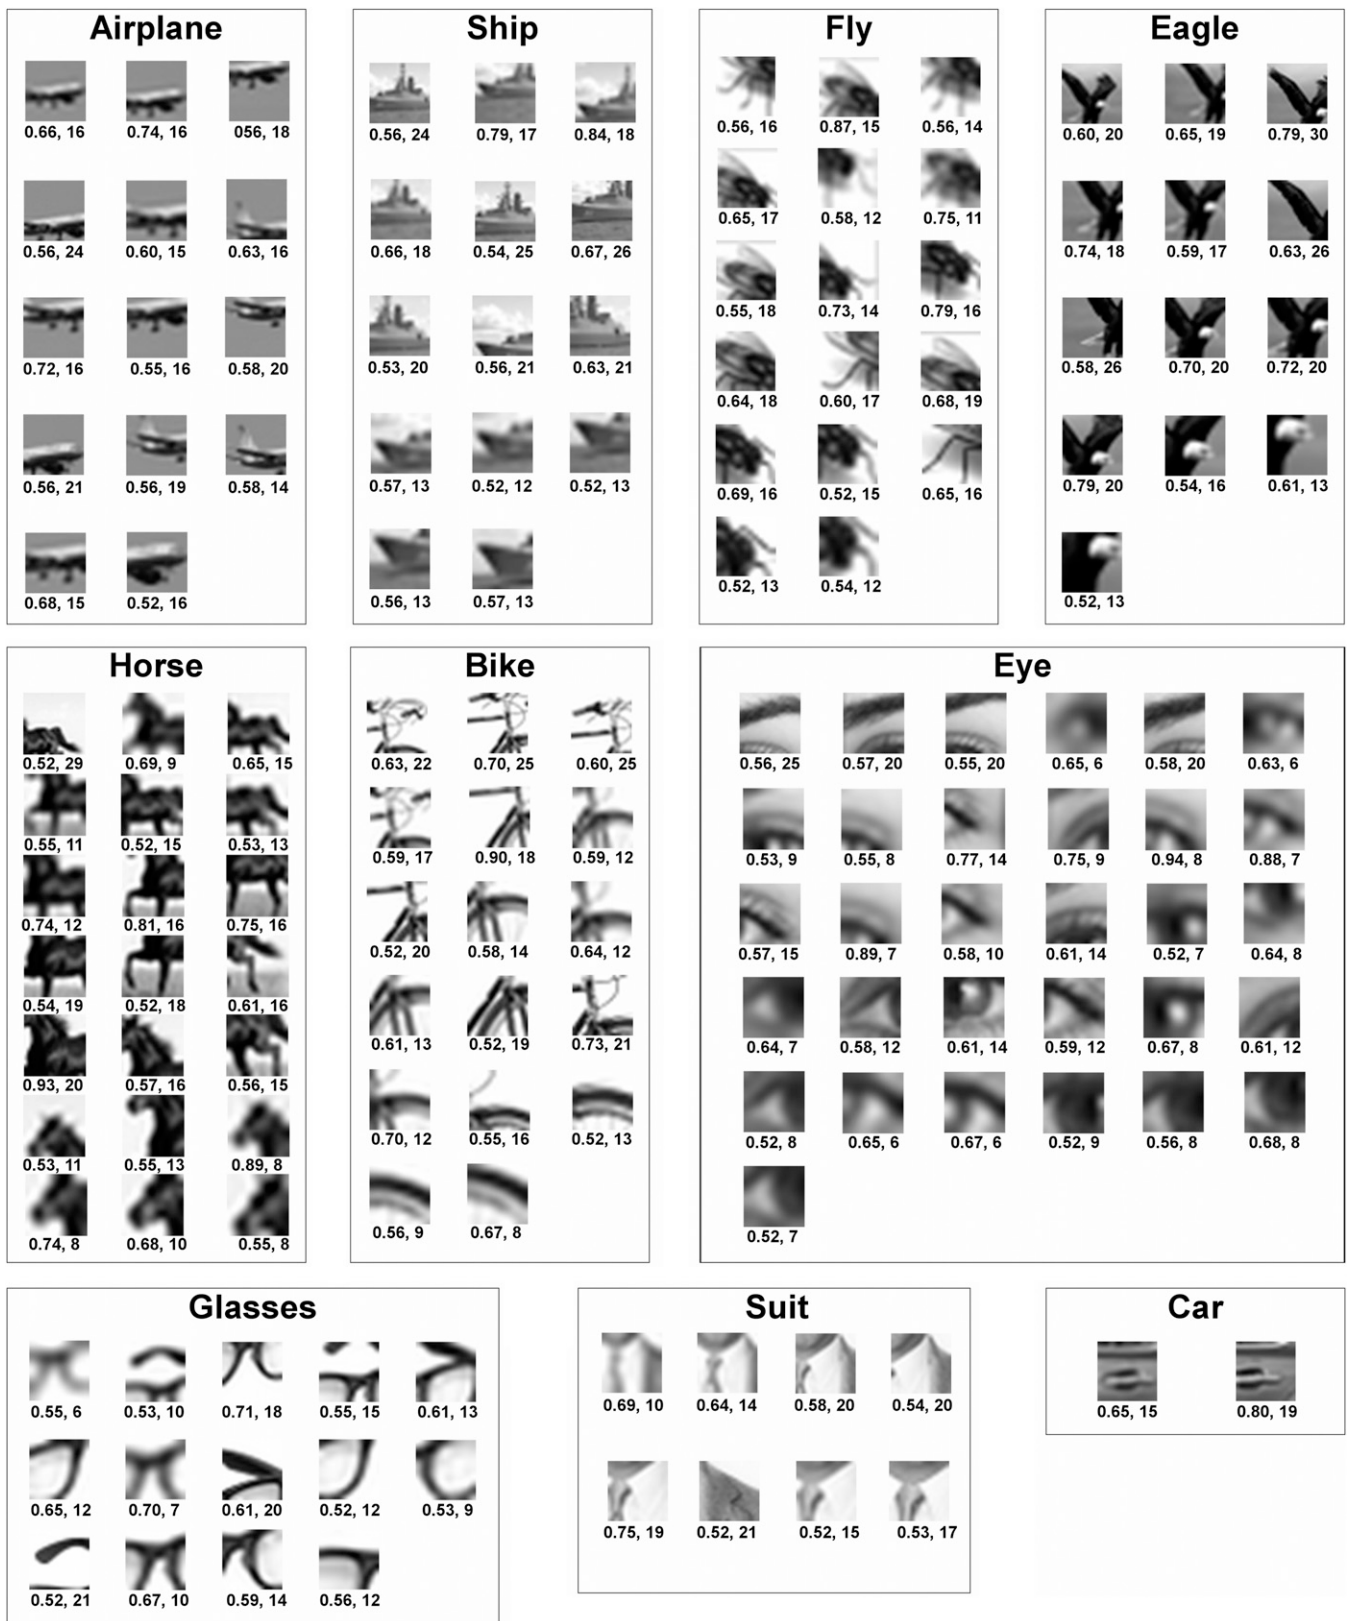 Airplane
0.66, 16 0.74, 16 056, 18
0.56, 24 0.60, 15 0.63, 16
0.72, 16 0.55, 16 0.58, 20
0.56, 21 0.56, 19 0.58, 14
0.68, 15 0.52, 16
Ship
0.56, 24 0.79, 17 0.84, 18
0.66, 18 0.54, 25 0.67, 26
0.53, 20 0.56, 21 0.63, 21
0.57, 13 0.52, 12 0.52, 13
0.56, 13 0.57, 13
Fly
0.56, 16 0.87, 15 0.56, 14
0.65, 17 0.58, 12 0.75, 11
0.55, 18 0.73, 14 0.79, 16
0.64, 18 0.60, 17 0.68, 19
0.69, 16 0.52, 15 0.65, 16
0.52, 13 0.54, 12
Eagle
0.60, 20 0.65, 19 0.79, 30
0.74, 18 0.59, 17 0.63, 26
0.58, 26 0.70, 20 0.72, 20
0.79, 20 0.54, 16 0.61, 13
0.52, 13
Horse
0.52, 29 0.69, 9 0.65, 15
0.55, 11 0.52, 15 0.53, 13
0.74, 12 0.81, 16 0.75, 16
0.54, 19 0.52, 18 0.61, 16
0.93, 20 0.57, 16 0.56, 15
0.53, 11 0.55, 13 0.89, 8
0.74, 8 0.68, 10 0.55, 8
Bike
0.63, 22 0.70, 25 0.60, 25
0.59, 17 0.90, 18 0.59, 12
0.52, 20 0.58, 14 0.64, 12
0.61, 13 0.52, 19 0.73, 21
0.70, 12 0.55, 16 0.52, 13
0.56, 9 0.67, 8
Eye
0.56, 25 0.57, 20 0.55, 20 0.65, 6 0.58, 20 0.63, 6
0.53, 9 0.55, 8 0.77, 14 0.75, 9 0.94, 8 0.88, 7
0.57, 15 0.89, 7 0.58, 10 0.61, 14 0.52, 7 0.64, 8
0.64, 7 0.58, 12 0.61, 14 0.59, 12 0.67, 8 0.61, 12
0.52, 8 0.65, 6 0.67, 6 0.52, 9 0.56, 8 0.68, 8
0.52, 7
Glasses
0.55, 6 0.53, 10 0.71, 18 0.55, 15 0.61, 13
0.65, 12 0.70, 7 0.61, 20 0.52, 12 0.53, 9
0.52, 21 0.67, 10 0.59, 14 0.56, 12
Suit
0.69, 10 0.64, 14 0.58, 20 0.54, 20
0.75, 19 0.52, 21 0.52, 15 0.53, 17
Car
0.65, 15 0.80, 19